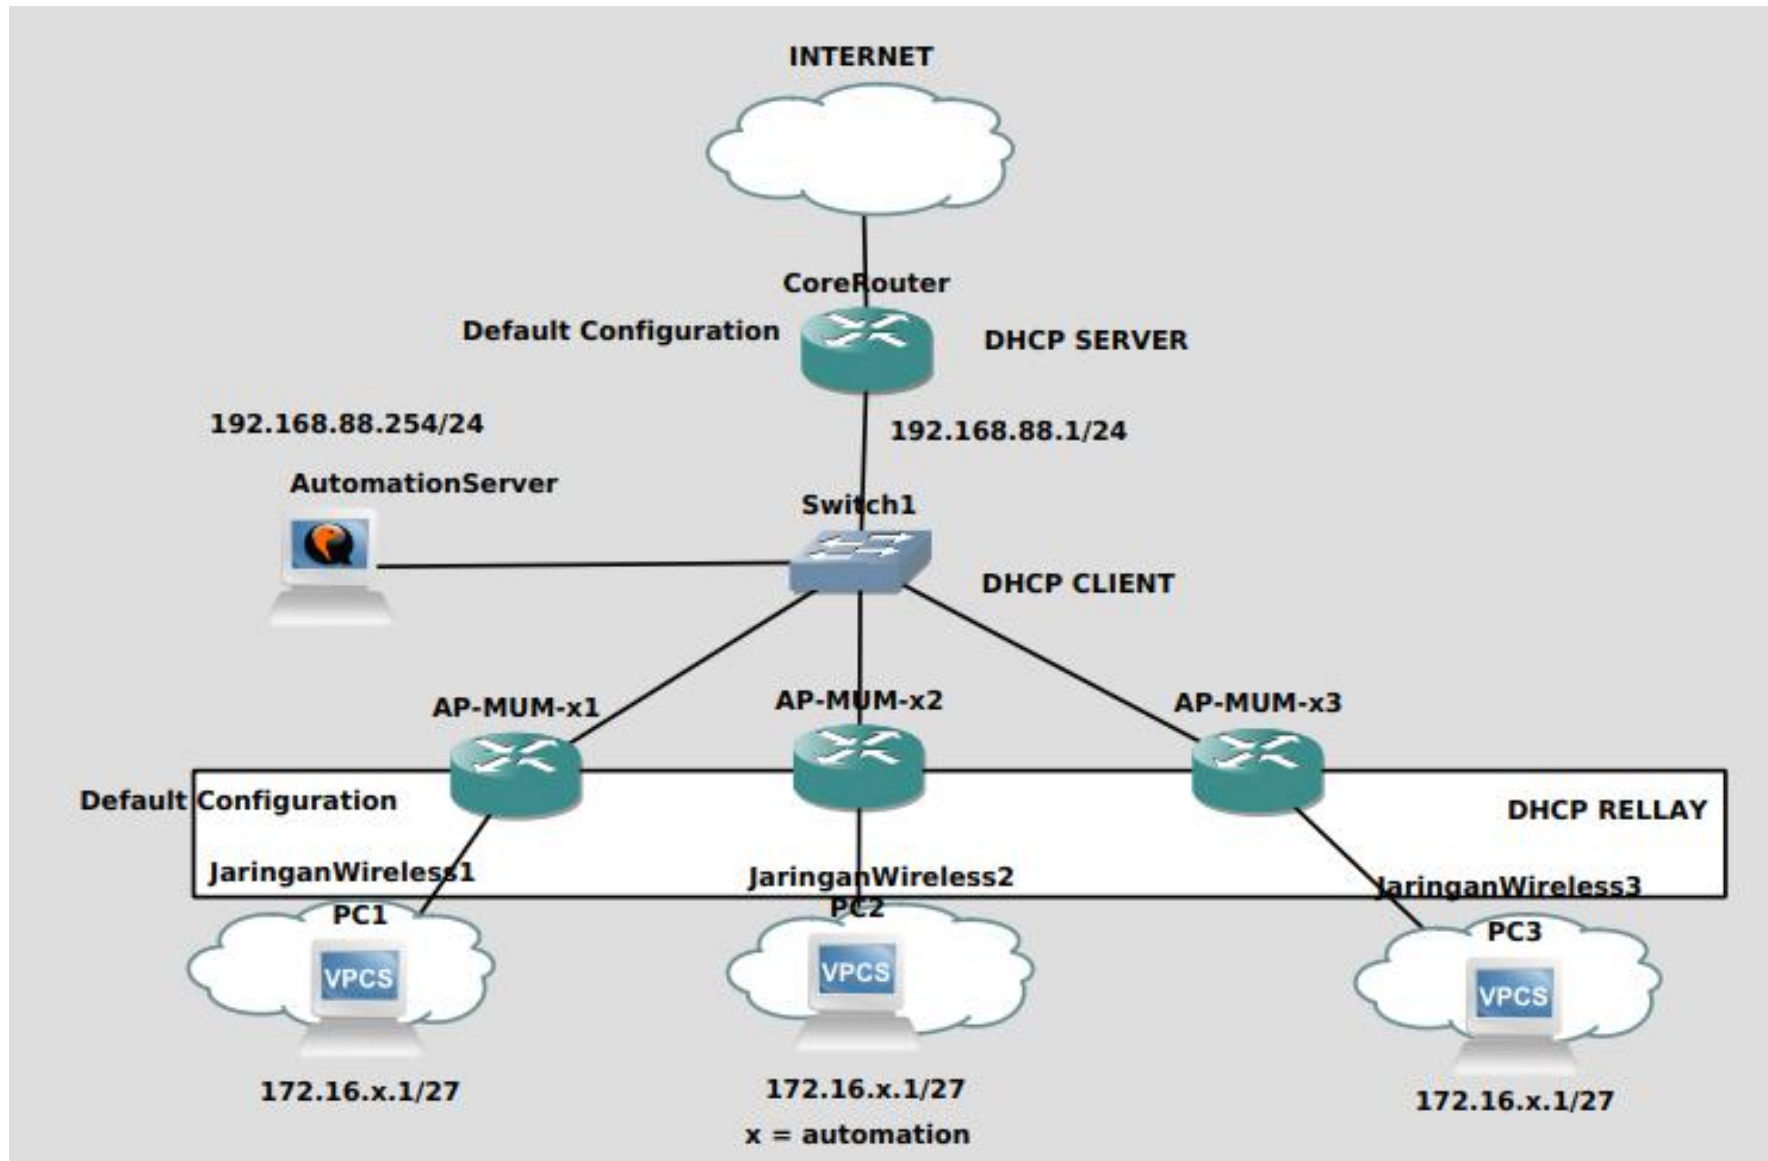 INTERNET
CoreRouter
Default Configuration
DHCP SERVER
192.168.88.254/24
192.168.88.1/24
AutomationServer
Switch1
DHCP CLIENT
AP-MUM-x1
AP-MUM-x2
AP-MUM-x3
Default Configuration
DHCP RELLAY
JaringanWireless1
JaringanWireless2
JaringanWireless3
PC1
PC2
PC3
VPCS
VPCS
VPCS
172.16.x.1/27
172.16.x.1/27
172.16.x.1/27
x = automation